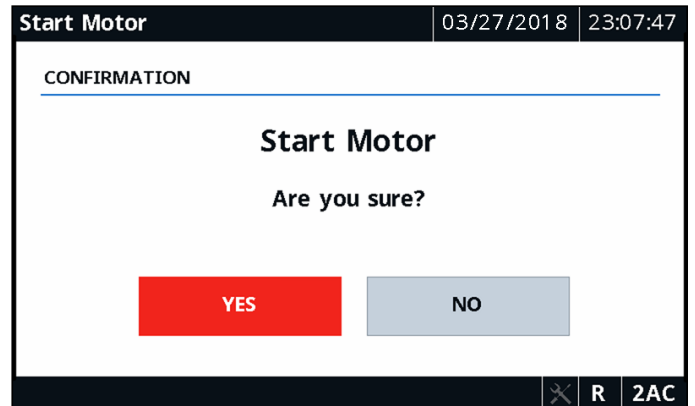 Start Motor 03/27/2018 23:07:47
CONFIRMATION
Start Motor
Are you sure?
YES NO
R 2AC